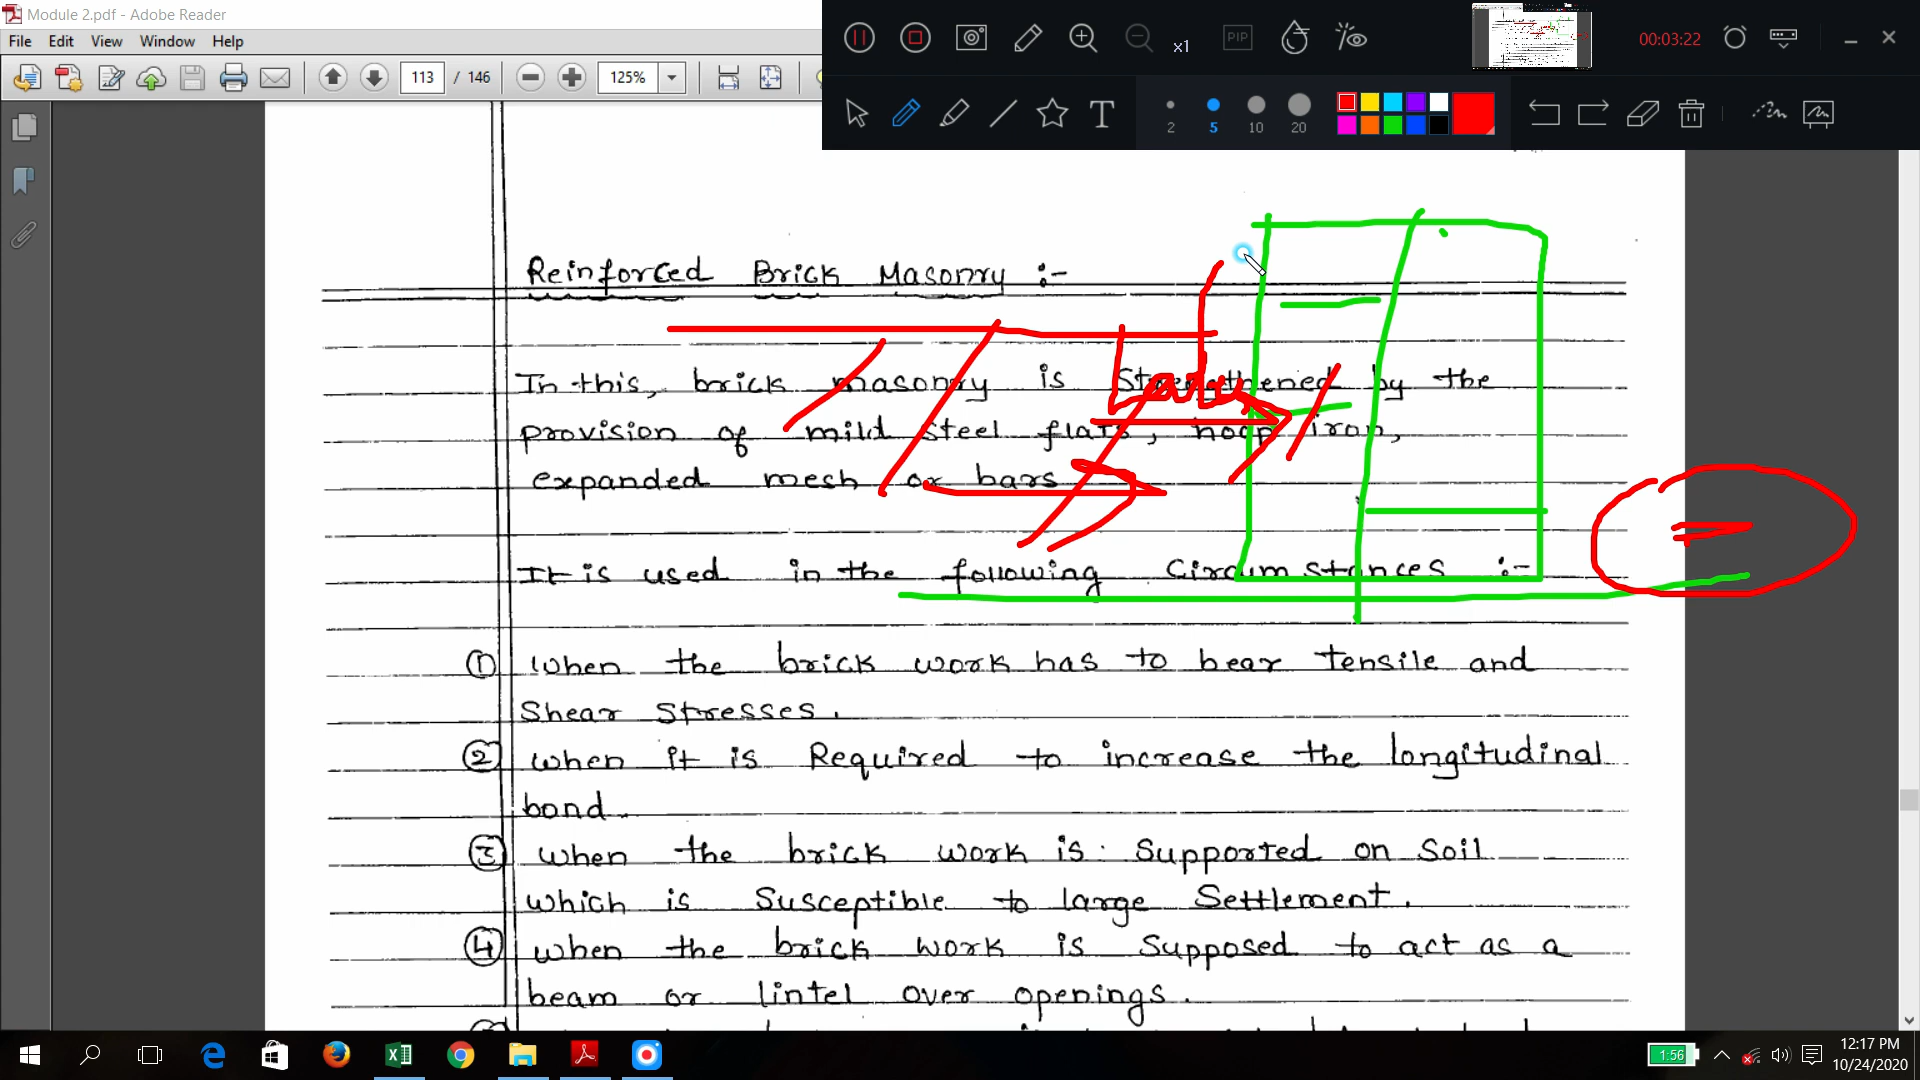 Module 2.pdf - Adobe Reader
File Edit View Window Help
113 / 146 125%
x1 PIP 00:03:22
T 2 5 10 20
Reinforced Brick Masonry :-
In this, brick masonry is Strengthened by the
provision of mild steel flats, hoop iron,
expanded mesh or bars
It is used in the following Circumstances :-
① When the brick work has to bear tensile and
Shear Stresses.
② when it is Required to increase the longitudinal
bond.
③ when the brick work is Supported on Soil
which is Susceptible to large Settlement.
④ when the brick work is Supposed to act as a
beam or lintel over openings.
1:56
12:17 PM
10/24/2020